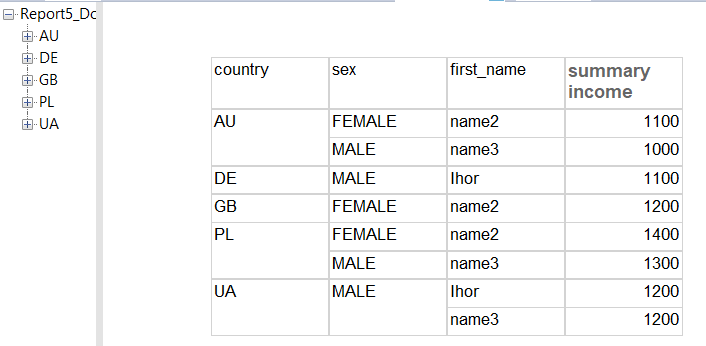 Report5_Do
AU
DE
GB
PL
UA
country sex first_name summary
income
AU FEMALE name2 1100
MALE name3 1000
DE MALE Ihor 1100
GB FEMALE name2 1200
PL FEMALE name2 1400
MALE name3 1300
UA MALE Ihor 1200
name3 1200